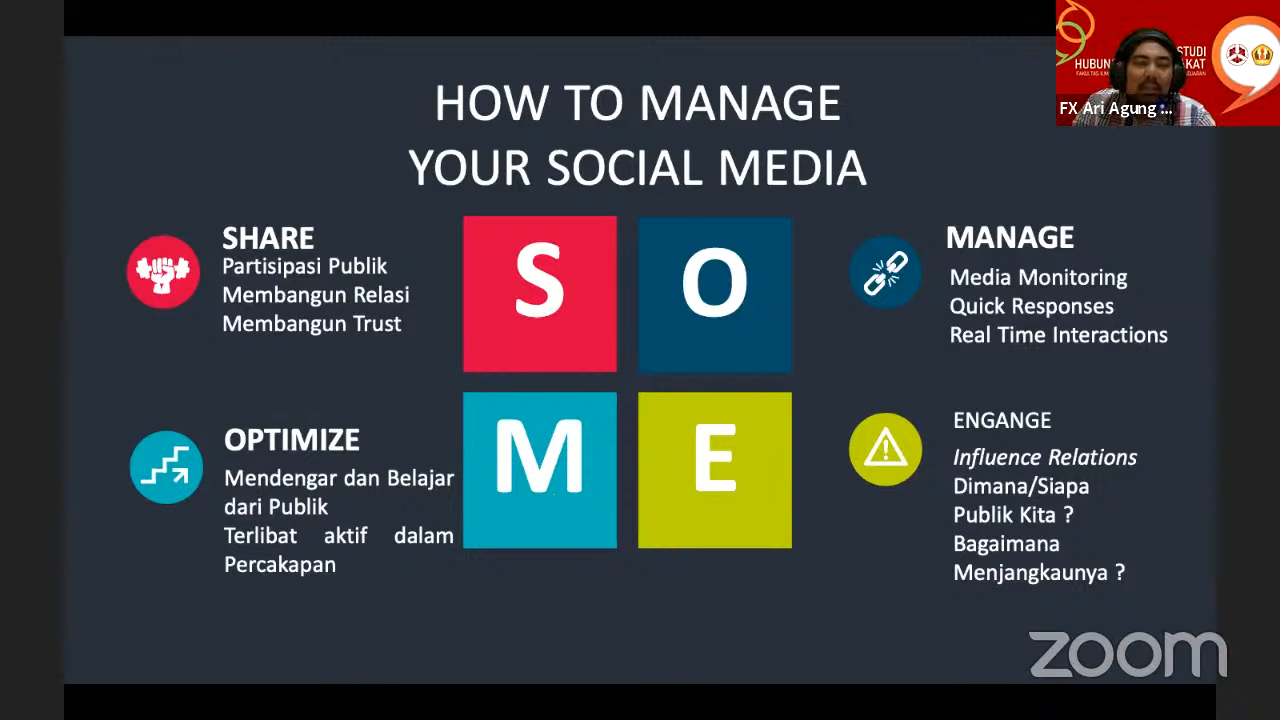 HOW TO MANAGE
YOUR SOCIAL MEDIA
SHARE
Partisipasi Publik
Membangun Relasi
Membangun Trust
S
O
MANAGE
Media Monitoring
Quick Responses
Real Time Interactions
OPTIMIZE
Mendengar dan Belajar
dari Publik
Terlibat aktif dalam
Percakapan
M
E
ENGANGE
Influence Relations
Dimana/Siapa
Publik Kita ?
Bagaimana
Menjangkaunya ?
STUDI
HUBUN KAT
FX Ari Agung ...
zoom